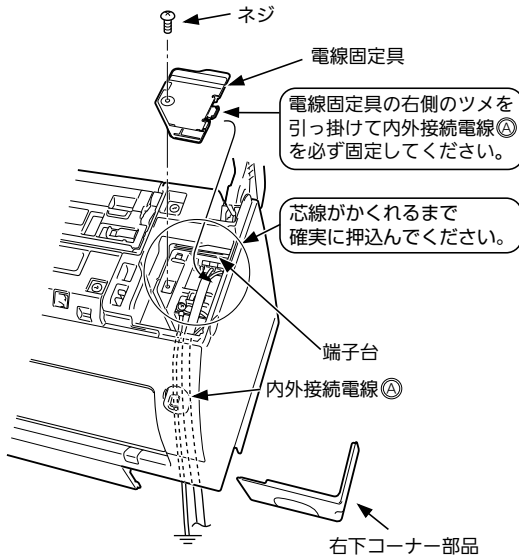 ネジ
電線固定具
電線固定具の右側のツメを
引っ掛けて内外接続電線Ⓐ
を必ず固定してください。
芯線がかくれるまで
確実に押込んでください。
端子台
内外接続電線Ⓐ
右下コーナー部品